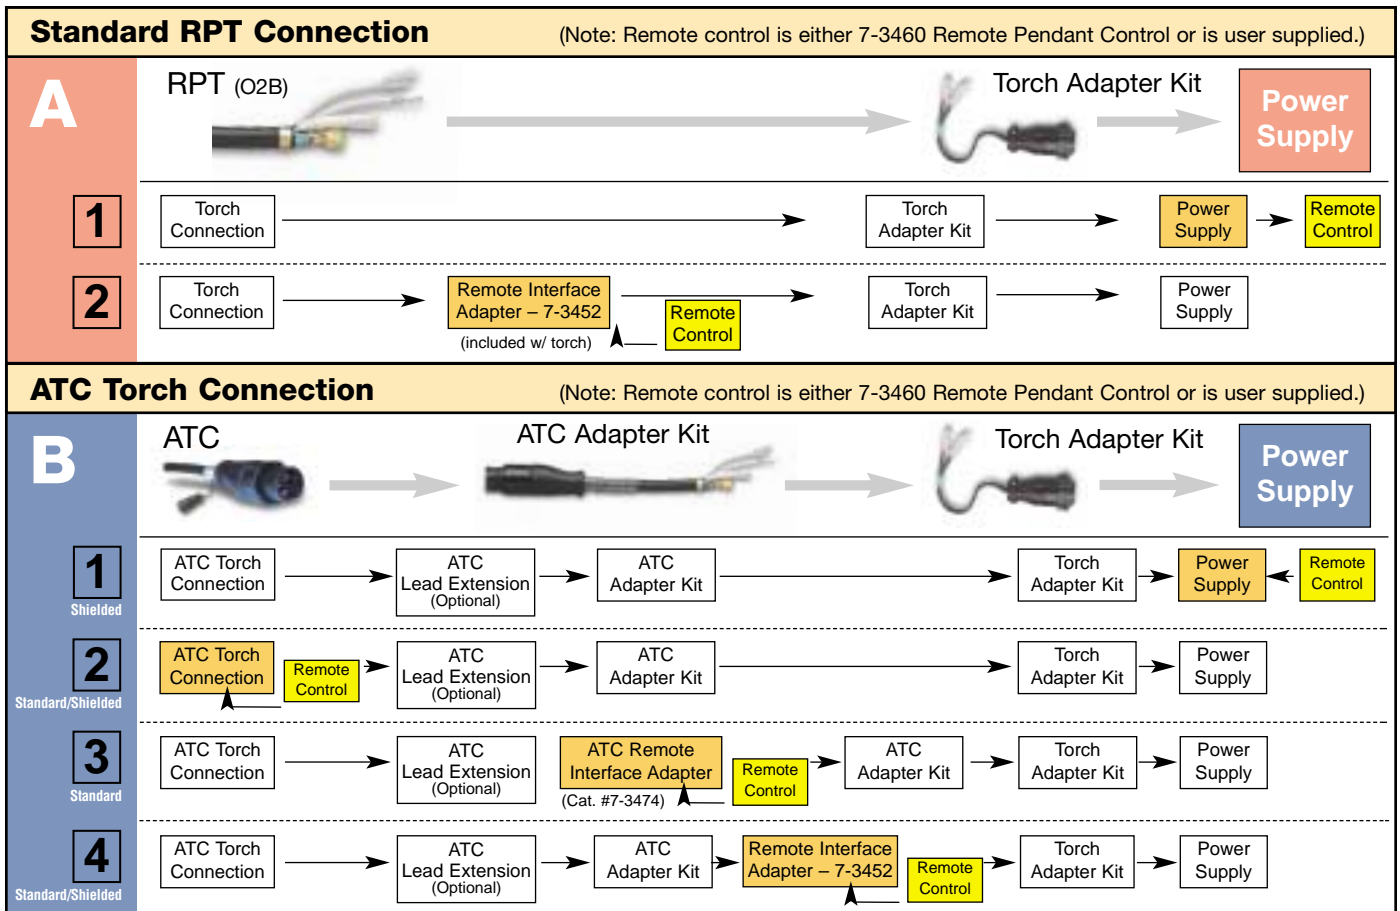 Standard RPT Connection (Note: Remote control is either 7-3460 Remote Pendant Control or is user supplied.)
A
RPT (O2B)
Torch Adapter Kit
Power
Supply
1
Torch
Connection
Torch
Adapter Kit
Power
Supply
Remote
Control
2
Torch
Connection
Remote Interface
Adapter – 7-3452
(included w/ torch)
Remote
Control
Torch
Adapter Kit
Power
Supply
ATC Torch Connection (Note: Remote control is either 7-3460 Remote Pendant Control or is user supplied.)
B
ATC
ATC Adapter Kit
Torch Adapter Kit
Power
Supply
1
Shielded
ATC Torch
Connection
ATC
Lead Extension
(Optional)
ATC
Adapter Kit
Torch
Adapter Kit
Power
Supply
Remote
Control
2
Standard/Shielded
ATC Torch
Connection
Remote
Control
ATC
Lead Extension
(Optional)
ATC
Adapter Kit
Torch
Adapter Kit
Power
Supply
3
Standard
ATC Torch
Connection
ATC
Lead Extension
(Optional)
ATC Remote
Interface Adapter
(Cat. #7-3474)
Remote
Control
ATC
Adapter Kit
Torch
Adapter Kit
Power
Supply
4
Standard/Shielded
ATC Torch
Connection
ATC
Lead Extension
(Optional)
ATC
Adapter Kit
Remote Interface
Adapter – 7-3452
Remote
Control
Torch
Adapter Kit
Power
Supply